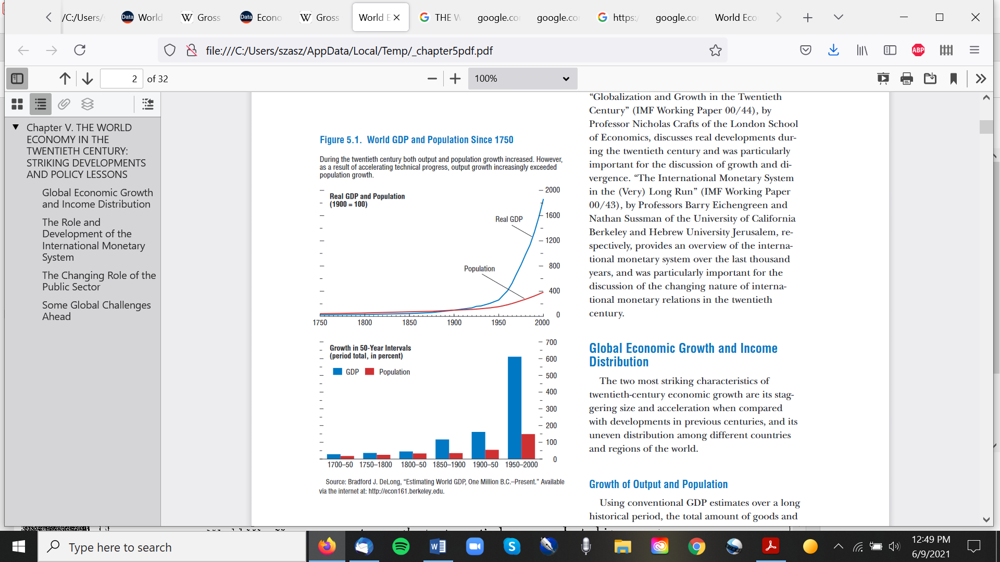 /C:/Users/s
Data World
W Gross
Data Econo
W Gross
World E
THE W
google.co
google.co
https:/
google.co
World Eco
file:///C:/Users/szasz/AppData/Local/Temp/_chapter5pdf.pdf
ABP
2 of 32
100%
Chapter V. THE WORLD
ECONOMY IN THE
TWENTIETH CENTURY:
STRIKING DEVELOPMENTS
AND POLICY LESSONS
Global Economic Growth
and Income Distribution
The Role and
Development of the
International Monetary
System
The Changing Role of the
Public Sector
Some Global Challenges
Ahead
Figure 5.1. World GDP and Population Since 1750
During the twentieth century both output and population growth increased. However,
as a result of accelerating technical progress, output growth increasingly exceeded
population growth.
Real GDP and Population
(1900 = 100)
2000
1600
1200
800
400
0
Real GDP
Population
1750 1800 1850 1900 1950 2000
Growth in 50-Year Intervals
(period total, in percent)
GDP Population
700
600
500
400
300
200
100
0
1700–50 1750–1800 1800–50 1850–1900 1900–50 1950–2000
Source: Bradford J. DeLong, “Estimating World GDP, One Million B.C.–Present.” Available
via the internet at: http://econ161.berkeley.edu.
“Globalization and Growth in the Twentieth
Century” (IMF Working Paper 00/44), by
Professor Nicholas Crafts of the London School
of Economics, discusses real developments dur-
ing the twentieth century and was particularly
important for the discussion of growth and di-
vergence. “The International Monetary System
in the (Very) Long Run” (IMF Working Paper
00/43), by Professors Barry Eichengreen and
Nathan Sussman of the University of California
Berkeley and Hebrew University Jerusalem, re-
spectively, provides an overview of the interna-
tional monetary system over the last thousand
years, and was particularly important for the
discussion of the changing nature of interna-
tional monetary relations in the twentieth
century.
Global Economic Growth and Income
Distribution
The two most striking characteristics of
twentieth-century economic growth are its stag-
gering size and acceleration when compared
with developments in previous centuries, and its
uneven distribution among different countries
and regions of the world.
Growth of Output and Population
Using conventional GDP estimates over a long
historical period, the total amount of goods and
Type here to search
12:49 PM
6/9/2021